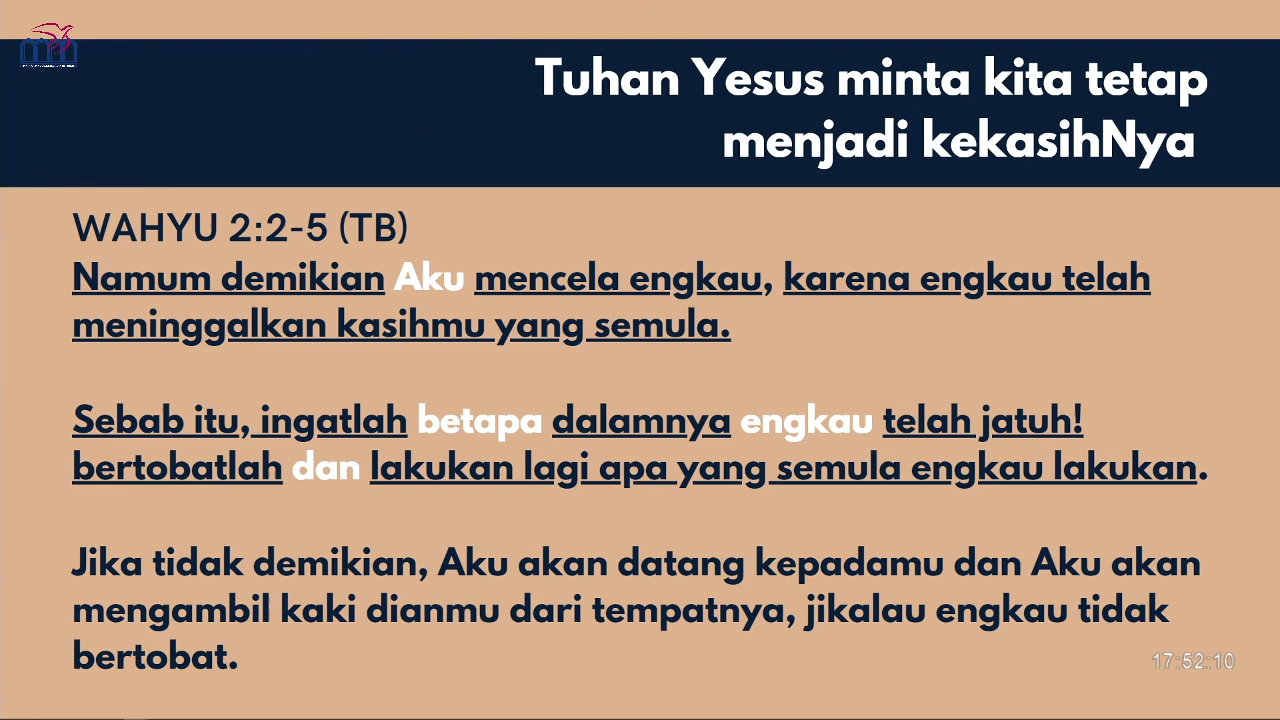 Tuhan Yesus minta kita tetap
menjadi kekasihNya
WAHYU 2:2-5 (TB)
Namum demikian Aku mencela engkau, karena engkau telah
meninggalkan kasihmu yang semula.
Sebab itu, ingatlah betapa dalamnya engkau telah jatuh!
bertobatlah dan lakukan lagi apa yang semula engkau lakukan.
Jika tidak demikian, Aku akan datang kepadamu dan Aku akan
mengambil kaki dianmu dari tempatnya, jikalau engkau tidak
bertobat.
17:52:10